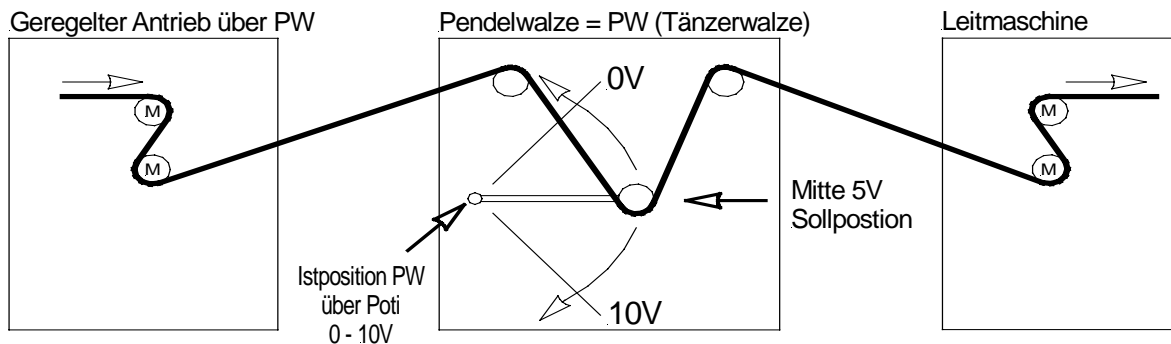 Geregelter Antrieb über PW
Pendelwalze = PW (Tänzerwalze)
Leitmaschine
0V
M
M
M
M
Mitte 5V
Sollpostion
Istposition PW
über Poti
0 - 10V
10V